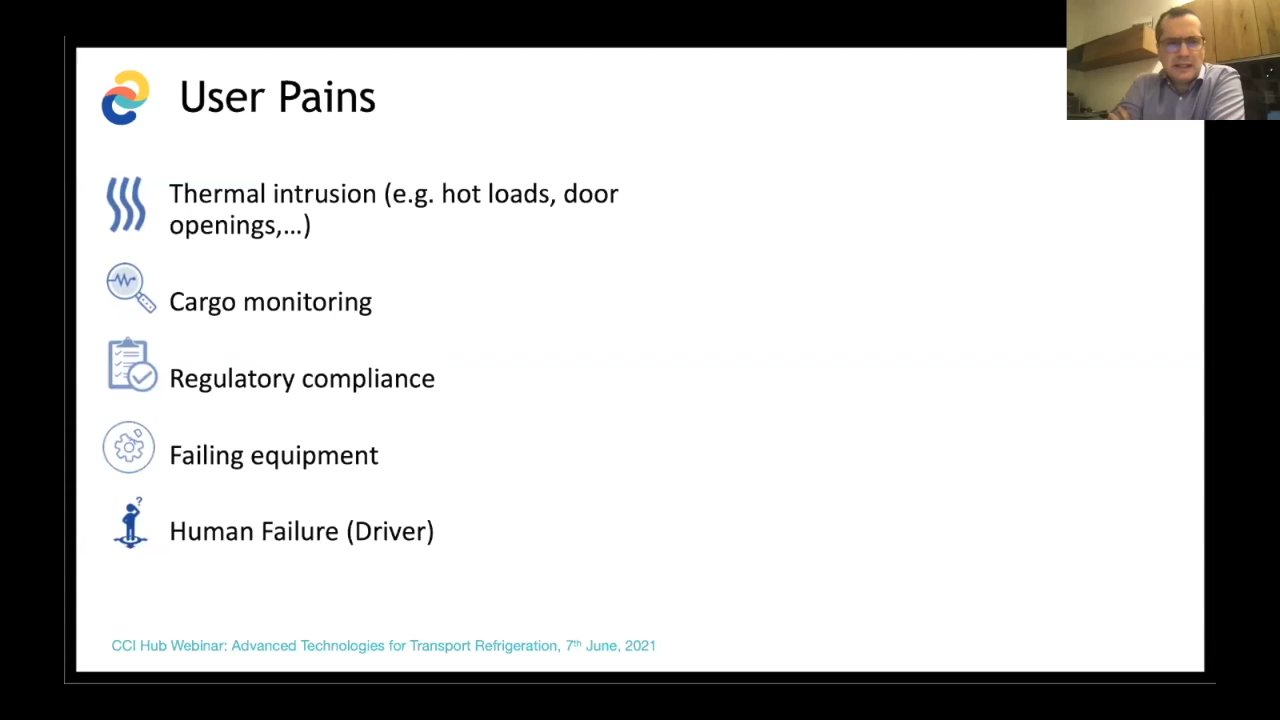 User Pains
Thermal intrusion (e.g. hot loads, door
openings,…)
Cargo monitoring
Regulatory compliance
Failing equipment
?
Human Failure (Driver)
CCI Hub Webinar: Advanced Technologies for Transport Refrigeration, 7th June, 2021